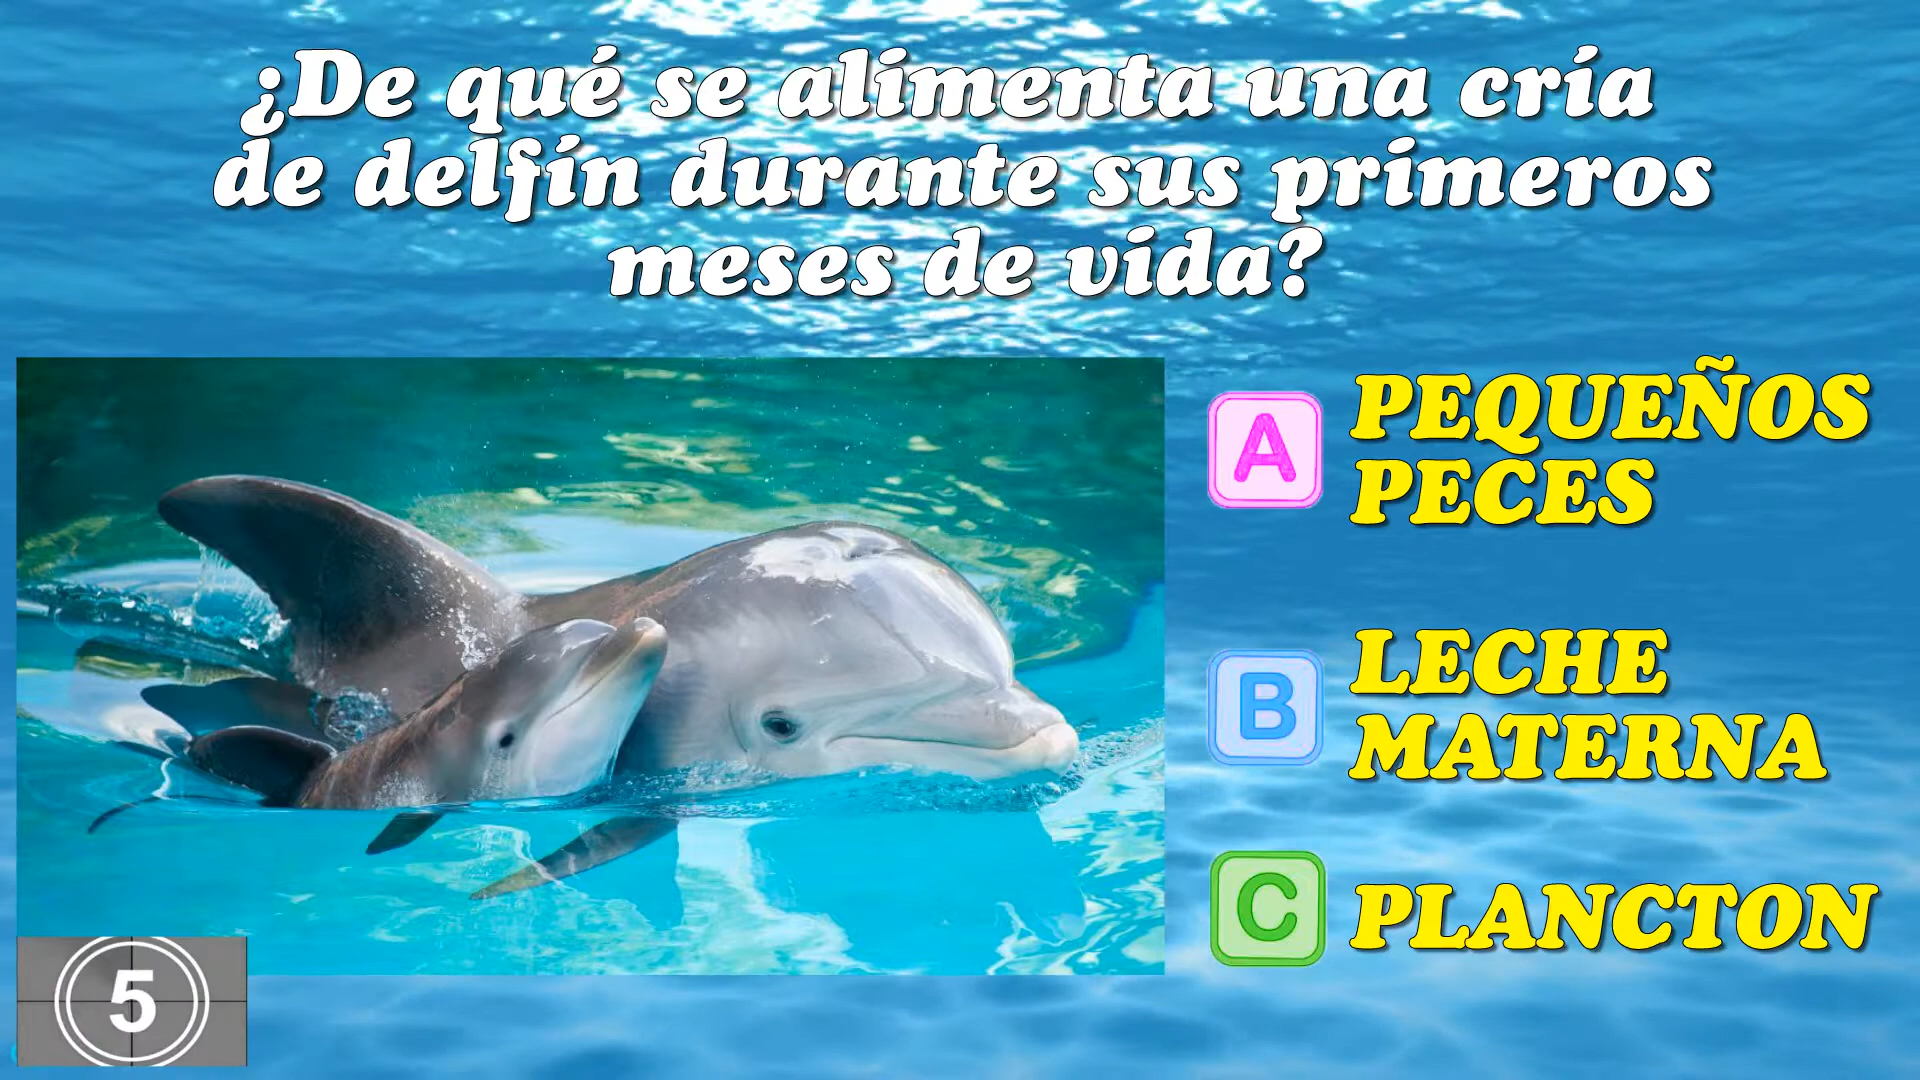 ¿De qué se alimenta una cría
de delfín durante sus primeros
meses de vida?
A PEQUEÑOS
PECES
B LECHE
MATERNA
C PLANCTON
5